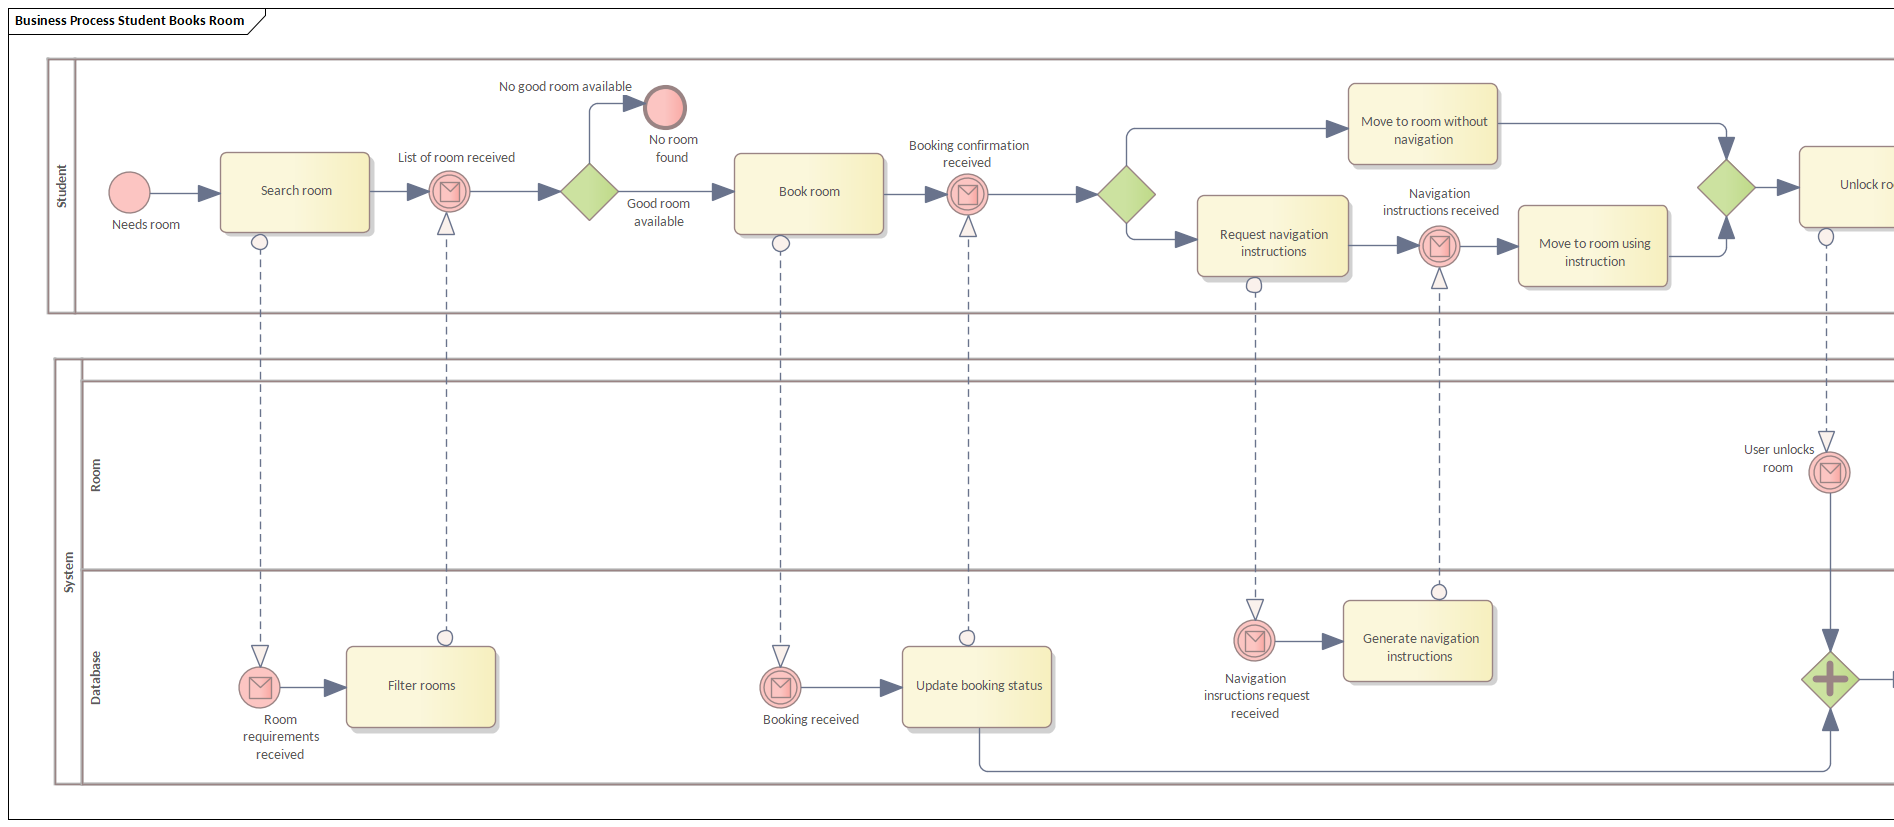 Business Process Student Books Room
Student
No good room available
No room
found
List of room received
Needs room
Search room
Good room
available
Book room
Booking confirmation
received
Move to room without
navigation
Request navigation
instructions
Navigation
instructions received
Move to room using
instruction
Unlock ro
System
Room
User unlocks
room
Database
Room
requirements
received
Filter rooms
Booking received
Update booking status
Navigation
insructions request
received
Generate navigation
instructions